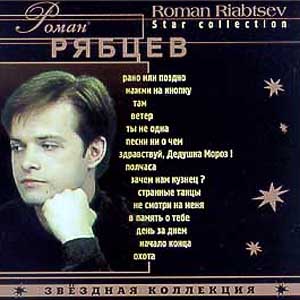 Roman Riabtsev
Star collection
Роман
РЯБЦЕВ
рано или поздно
нажми на кнопку
там
ветер
ты не одна
песни ни о чем
здравствуй, Дедушка Мороз !
полчаса
зачем нам кузнец ?
странные танцы
не смотри на меня
в память о тебе
день за днем
начало конца
охота
ЗВЁЗДНАЯ КОЛЛЕКЦИЯ